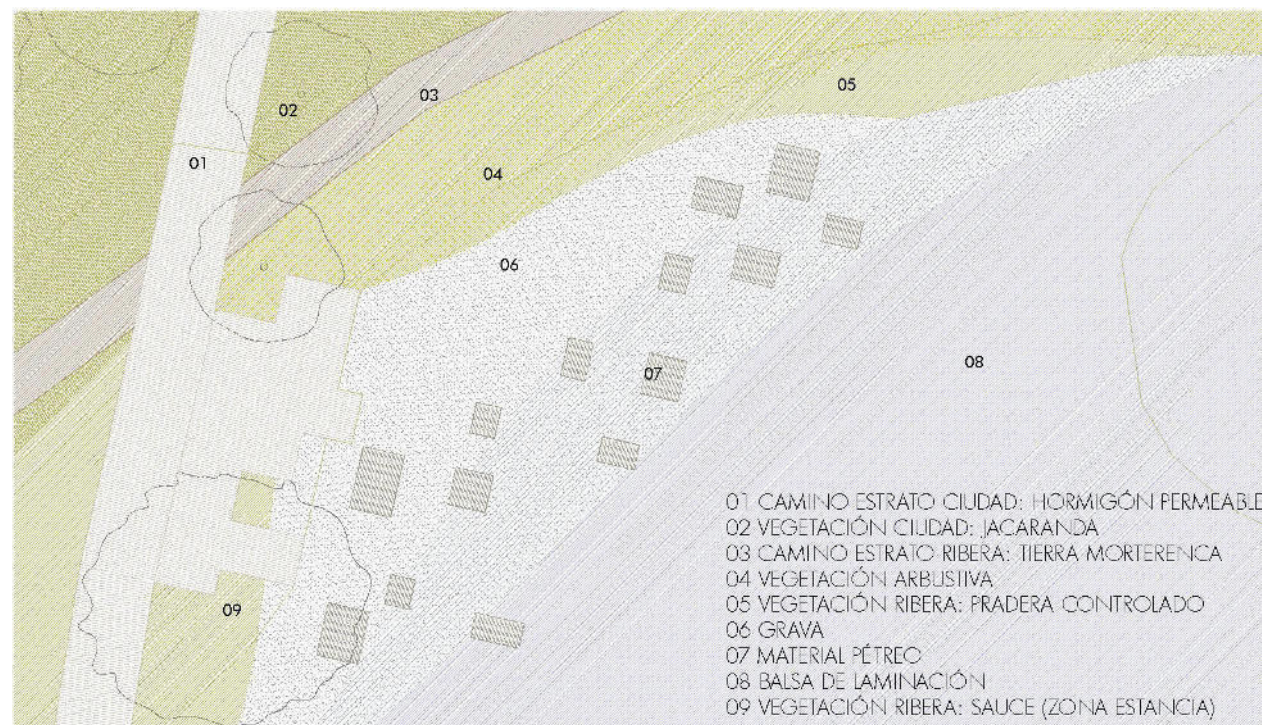 05
03
02
01
04
06
08
07
09
01 CAMINO ESTRATO CIUDAD: HORMIGÓN PERMEABLE
02 VEGETACIÓN CIUDAD: JACARANDA
03 CAMINO ESTRATO RIBERA: TIERRA MORTERENCA
04 VEGETACIÓN ARBUSTIVA
05 VEGETACIÓN RIBERA: PRADERA CONTROLADO
06 GRAVA
07 MATERIAL PÉTREO
08 BALSA DE LAMINACIÓN
09 VEGETACIÓN RIBERA: SAUCE (ZONA ESTANCIA)